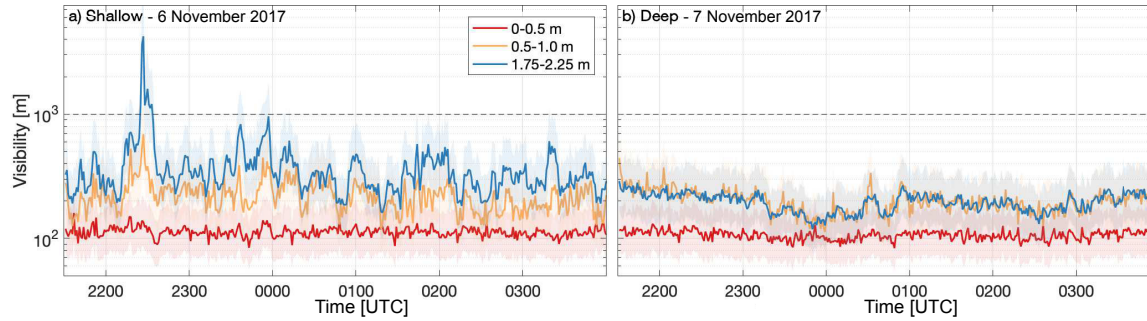 a) Shallow - 6 November 2017
0-0.5 m
0.5-1.0 m
1.75-2.25 m
Visibility [m]
10³
10²
2200 2300 0000 0100 0200 0300
Time [UTC]
b) Deep - 7 November 2017
2200 2300 0000 0100 0200 0300
Time [UTC]